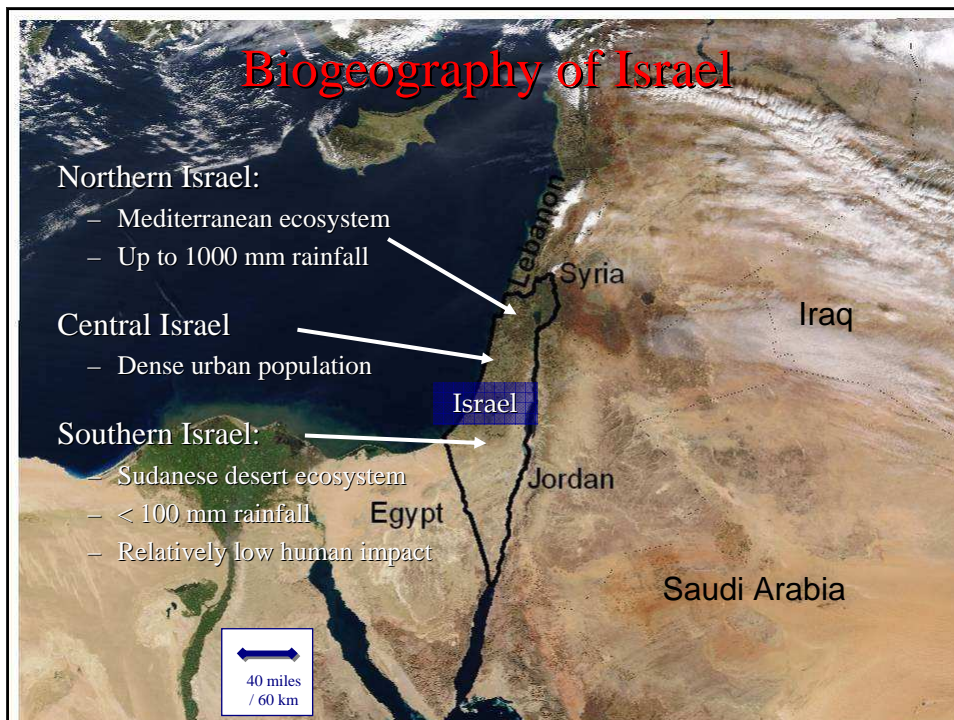 Biogeography of Israel
Northern Israel:
– Mediterranean ecosystem
– Up to 1000 mm rainfall
Central Israel
– Dense urban population
Southern Israel:
– Sudanese desert ecosystem
– < 100 mm rainfall
– Relatively low human impact
Lebanon
Syria
Iraq
Israel
Jordan
Egypt
Saudi Arabia
40 miles
/ 60 km